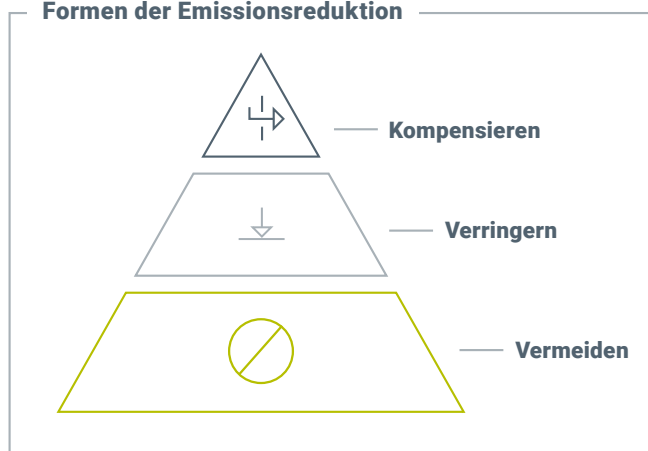 Formen der Emissionsreduktion
Kompensieren
Verringern
Vermeiden